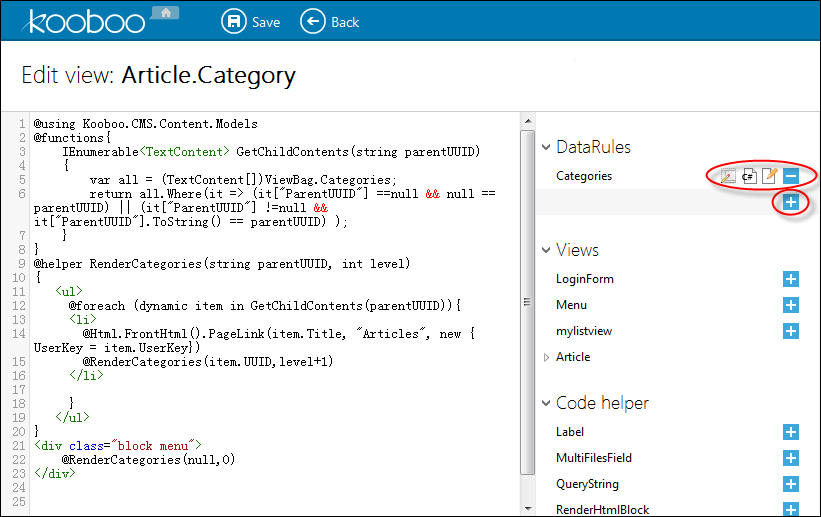 kooboo
Save
Back
Edit view: Article.Category
1 @using Kooboo.CMS.Content.Models
2 @functions{
3 IEnumerable<TextContent> GetChildContents(string parentUUID)
4 {
5 var all = (TextContent[])ViewBag.Categories;
6 return all.Where(it => (it["ParentUUID"] ==null && null ==
parentUUID) || (it["ParentUUID"] !=null &&
it["ParentUUID"].ToString() == parentUUID) );
7 }
8 }
9 @helper RenderCategories(string parentUUID, int level)
10 {
11 <ul>
12 @foreach (dynamic item in GetChildContents(parentUUID)){
13 <li>
14 @Html.FrontHtml().PageLink(item.Title, "Articles", new {
UserKey = item.UserKey})
15 @RenderCategories(item.UUID,level+1)
16 </li>
17
18 }
19 </ul>
20 }
21 <div class="block menu">
22 @RenderCategories(null,0)
23 </div>
24
25
DataRules
Categories
C#
Views
LoginForm
Menu
mylistview
Article
Code helper
Label
MultiFilesField
QueryString
RenderHtmlBlock